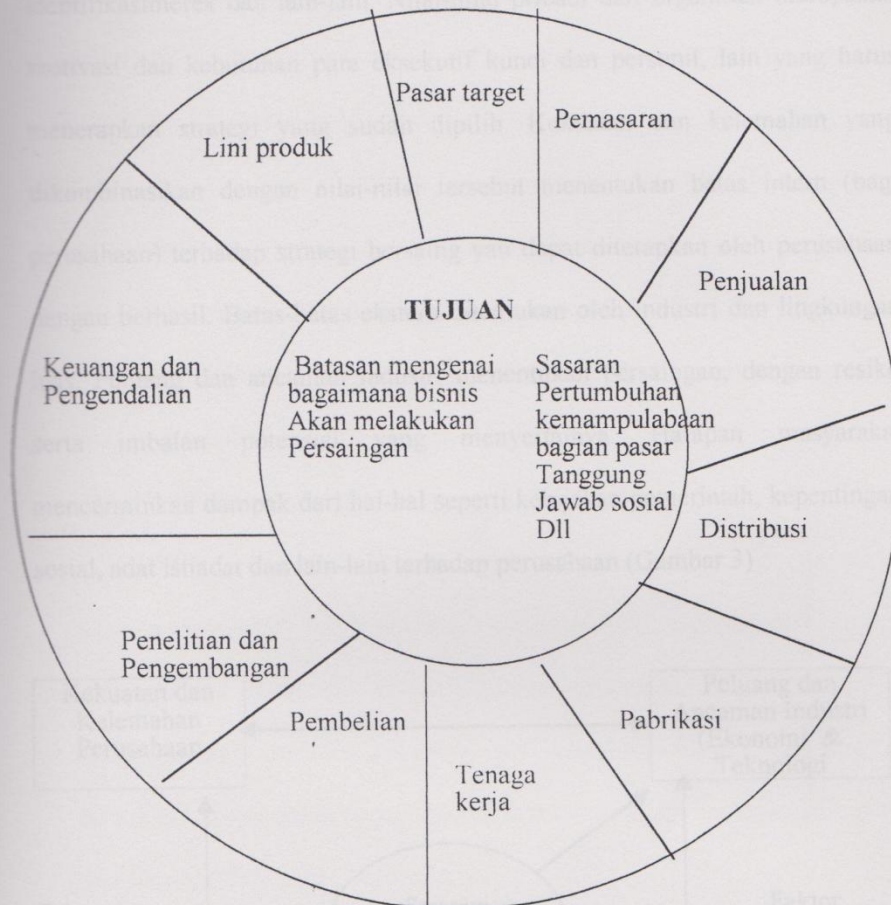 Pasar target
Pemasaran
Lini produk
Penjualan
TUJUAN
Keuangan dan
Pengendalian
Batasan mengenai
bagaimana bisnis
Akan melakukan
Persaingan
Sasaran
Pertumbuhan
kemampulabaan
bagian pasar
Tanggung
Jawab sosial
Dll
Distribusi
Penelitian dan
Pengembangan
Pembelian
Pabrikasi
Tenaga
kerja